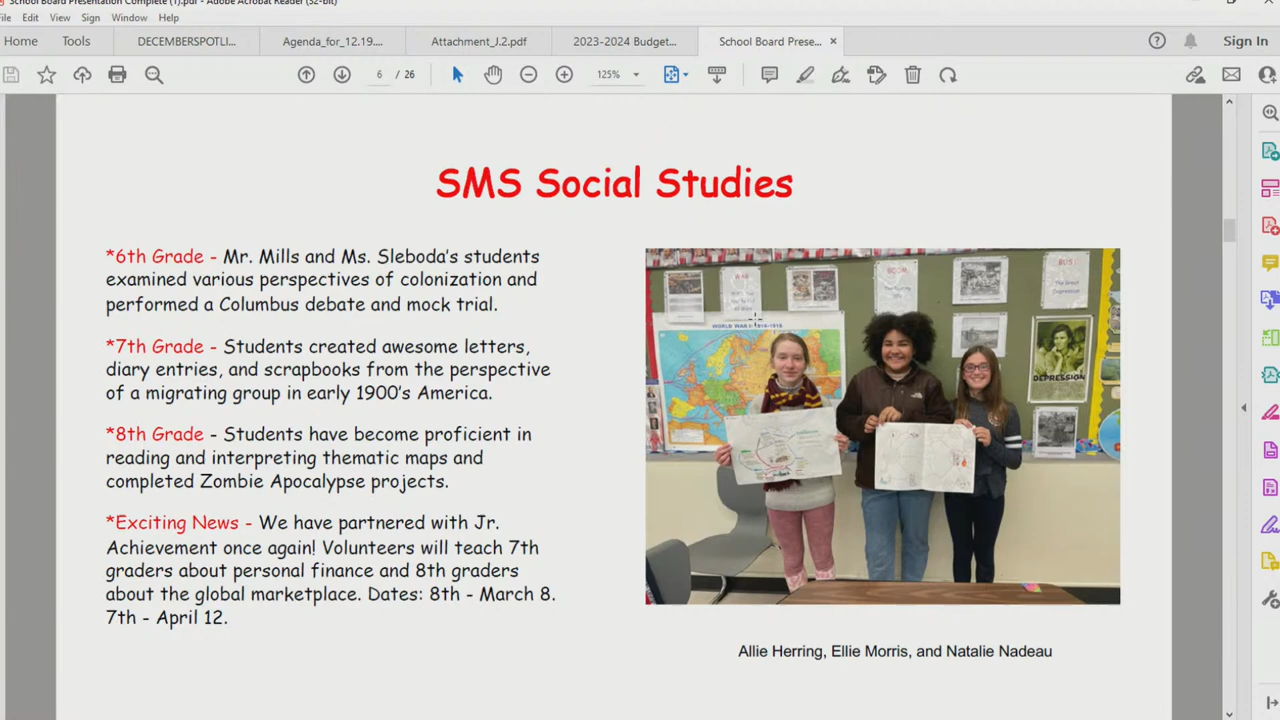 School Board Presentation Complete (1).pdf - Adobe Acrobat Reader (32-bit)
File Edit View Sign Window Help
Home Tools DECEMBERSPOTLI... Agenda_for_12.19.... Attachment_J.2.pdf 2023-2024 Budget... School Board Prese... × Sign In
6 / 26 125%
SMS Social Studies
*6th Grade - Mr. Mills and Ms. Sleboda's students
examined various perspectives of colonization and
performed a Columbus debate and mock trial.
*7th Grade - Students created awesome letters,
diary entries, and scrapbooks from the perspective
of a migrating group in early 1900's America.
*8th Grade - Students have become proficient in
reading and interpreting thematic maps and
completed Zombie Apocalypse projects.
*Exciting News - We have partnered with Jr.
Achievement once again! Volunteers will teach 7th
graders about personal finance and 8th graders
about the global marketplace. Dates: 8th - March 8.
7th - April 12.
WAR
BOOM
BUST
The Great
Depression
WORLD WAR I: 1914-1918
DEPRESSION
Allie Herring, Ellie Morris, and Natalie Nadeau